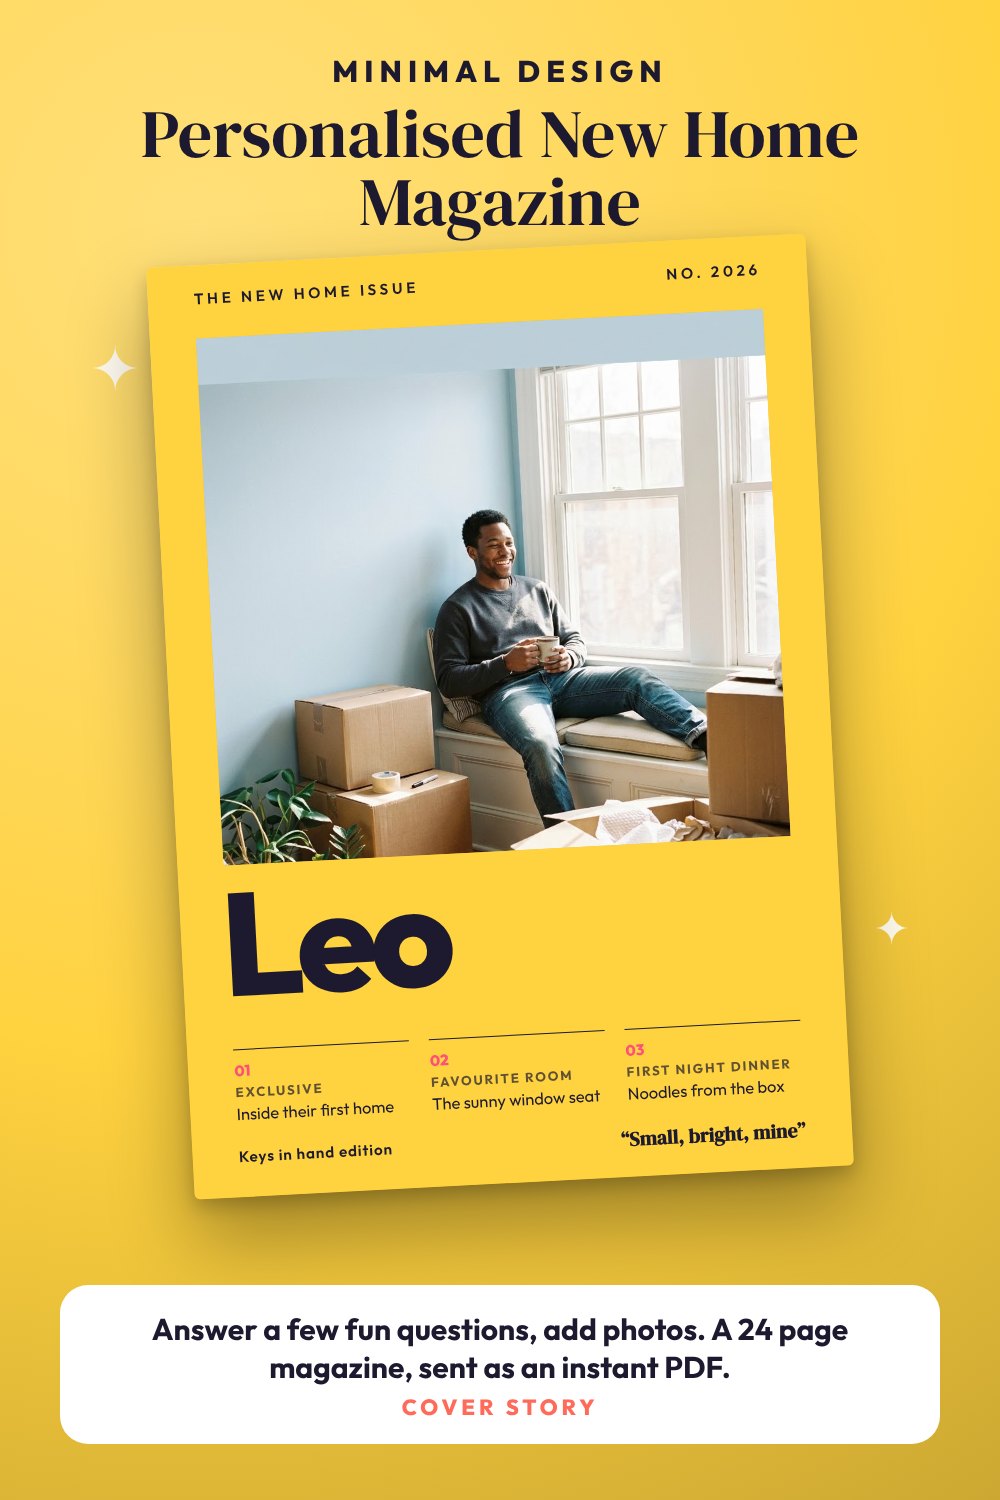 MINIMAL DESIGN
Personalised New Home
Magazine
THE NEW HOME ISSUE
NO. 2026
Leo
01
EXCLUSIVE
Inside their first home
02
FAVOURITE ROOM
The sunny window seat
03
FIRST NIGHT DINNER
Noodles from the box
Keys in hand edition
“Small, bright, mine”
Answer a few fun questions, add photos. A 24 page
magazine, sent as an instant PDF.
COVER STORY